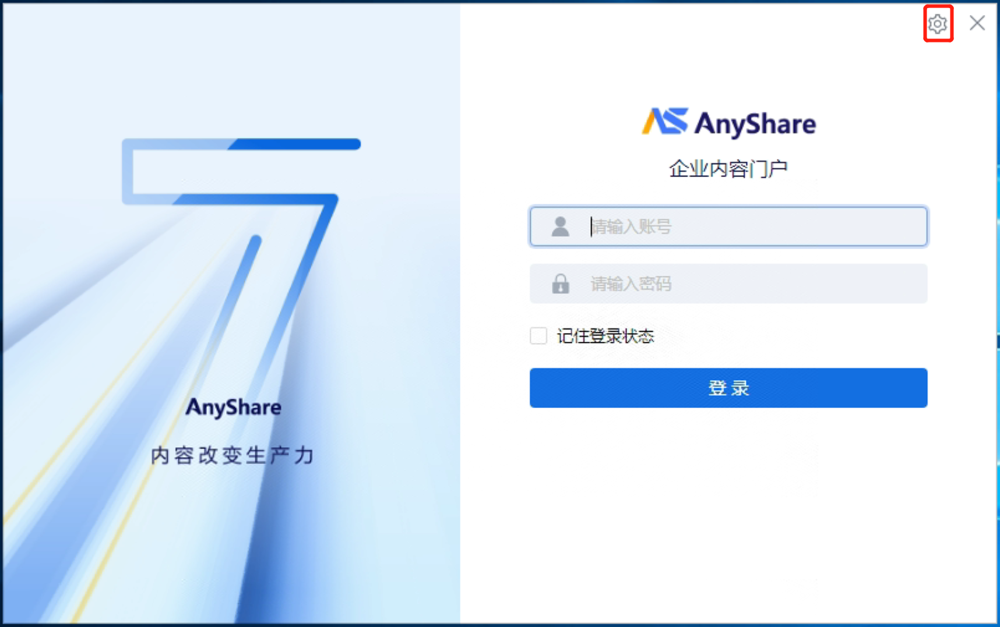 AnyShare
内容改变生产力
AnyShare
企业内容门户
请输入账号
请输入密码
记住登录状态
登录